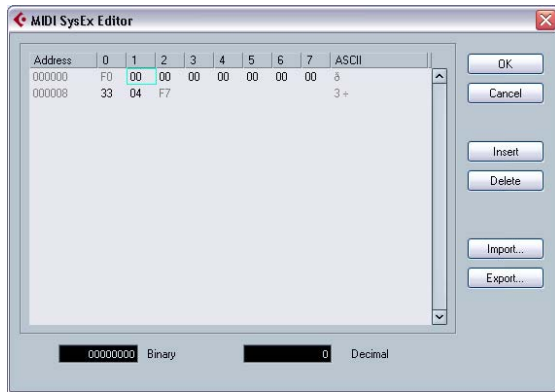 MIDI SysEx Editor
Address 0 1 2 3 4 5 6 7 ASCII
000000 F0 00 00 00 00 00 00 00 ð
000008 33 04 F7 3 +
OK
Cancel
Insert
Delete
Import...
Export...
00000000 Binary 0 Decimal